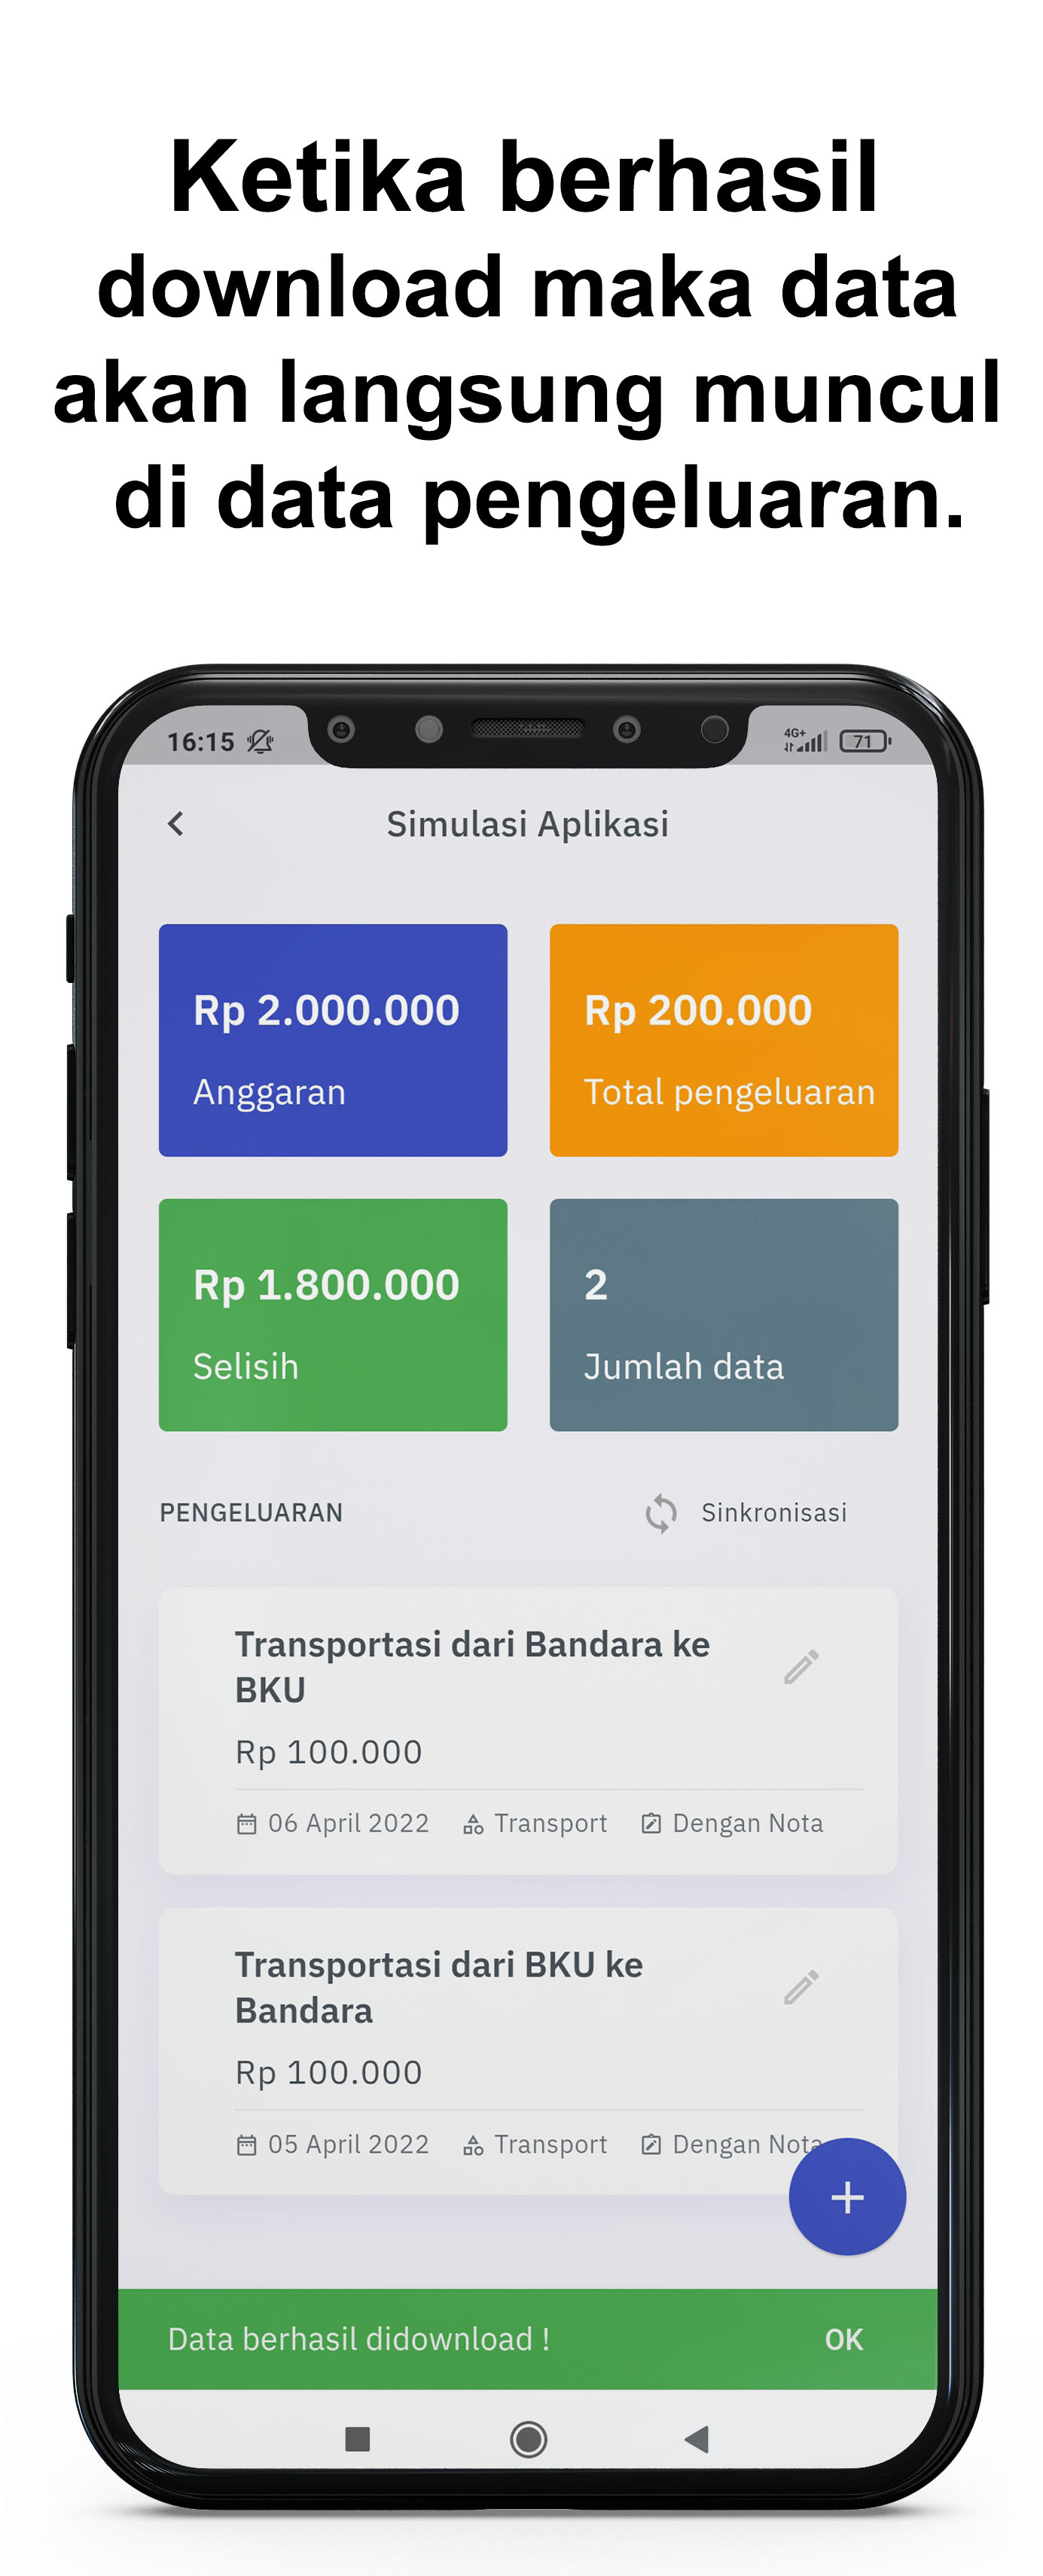 Ketika berhasil
download maka data
akan langsung muncul
di data pengeluaran.
16:15
4G+
71
Simulasi Aplikasi
Rp 2.000.000
Anggaran
Rp 200.000
Total pengeluaran
Rp 1.800.000
Selisih
2
Jumlah data
PENGELUARAN
Sinkronisasi
Transportasi dari Bandara ke
BKU
Rp 100.000
06 April 2022 Transport Dengan Nota
Transportasi dari BKU ke
Bandara
Rp 100.000
05 April 2022 Transport Dengan Nota
+
Data berhasil didownload ! OK